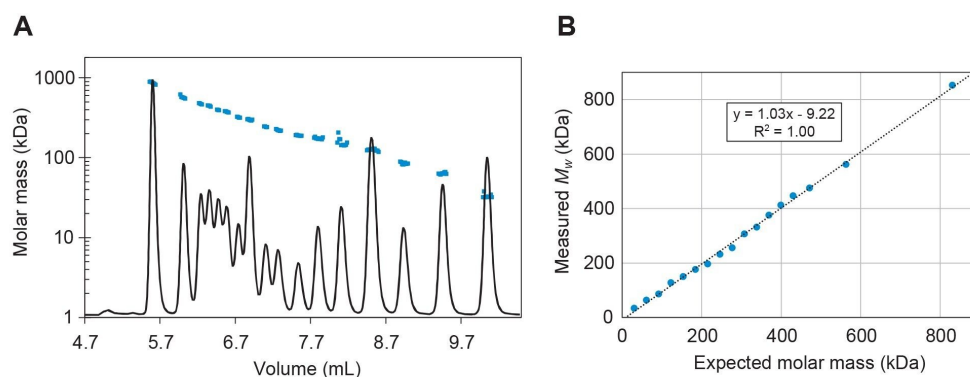 A
1000
100
10
1
Molar mass (kDa)
4.7 5.7 6.7 7.7 8.7 9.7
Volume (mL)
B
y = 1.03x - 9.22
R² = 1.00
800
600
400
200
0
Measured Mw (kDa)
0 200 400 600 800
Expected molar mass (kDa)